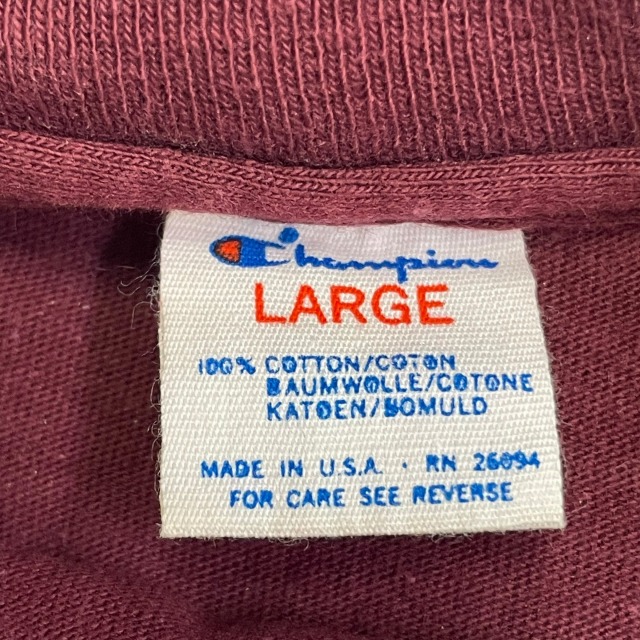 Champion
LARGE
100% COTTON/COTON
BAUMWOLLE/COTONE
KATOEN/BOMULD
MADE IN U.S.A. · RN 26094
FOR CARE SEE REVERSE